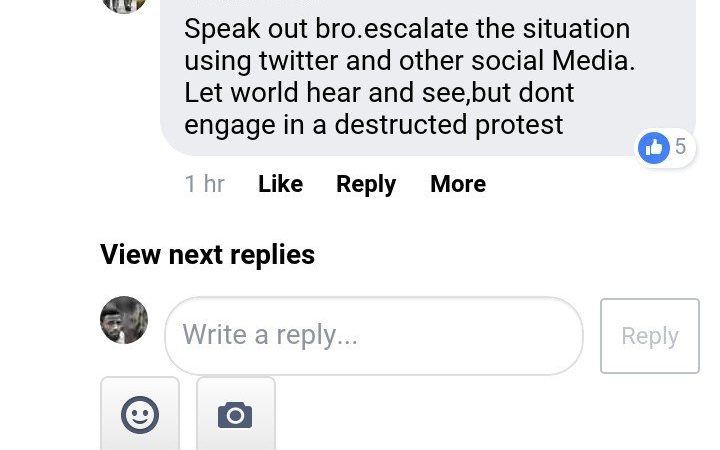 Speak out bro.escalate the situation
using twitter and other social Media.
Let world hear and see,but dont
engage in a destructed protest
5
1 hr Like Reply More
View next replies
Write a reply... Reply